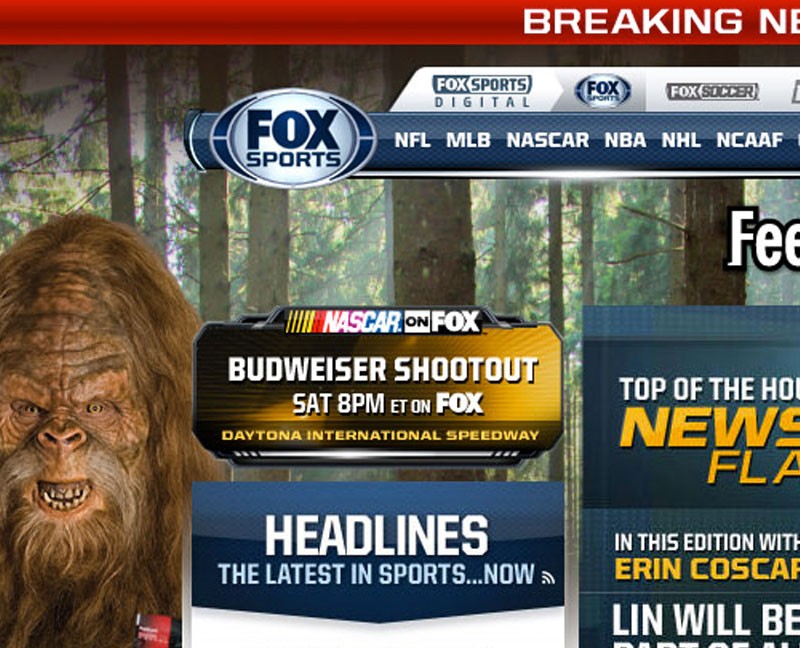 BREAKING NE
FOX SPORTS
DIGITAL
FOX
SPORTS
FOX SOCCER
FOX
SPORTS
NFL MLB NASCAR NBA NHL NCAAF
Fee
NASCAR ON FOX
BUDWEISER SHOOTOUT
SAT 8PM ET ON FOX
DAYTONA INTERNATIONAL SPEEDWAY
HEADLINES
THE LATEST IN SPORTS...NOW
TOP OF THE HOU
NEWS
FLA
IN THIS EDITION WITH
ERIN COSCAR
LIN WILL BE
PART OF AL